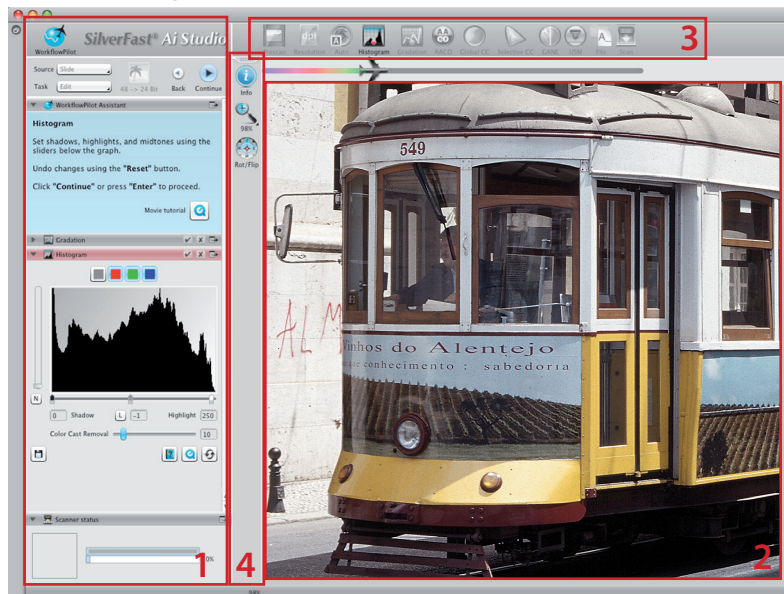 SilverFast® Ai Studio
WorkflowPilot
Prescan Resolution Auto Histogram Gradation AACO Global CC Selective CC GANE USM File Scan
3
Source Slide
Task Edit
48 -> 24 Bit
Back
Continue
WorkflowPilot Assistant
Histogram
Set shadows, highlights, and midtones using the
sliders below the graph.
Undo changes using the "Reset" button.
Click "Continue" or press "Enter" to proceed.
Movie tutorial
Gradation
Histogram
N
0 Shadow L -1 Highlight 250
Color Cast Removal 10
Scanner status
0%
1
Info
98%
Rot/Flip
4
549
ALM
Vinhos do Alentejo
conhecimento : sabedoria
2
98%